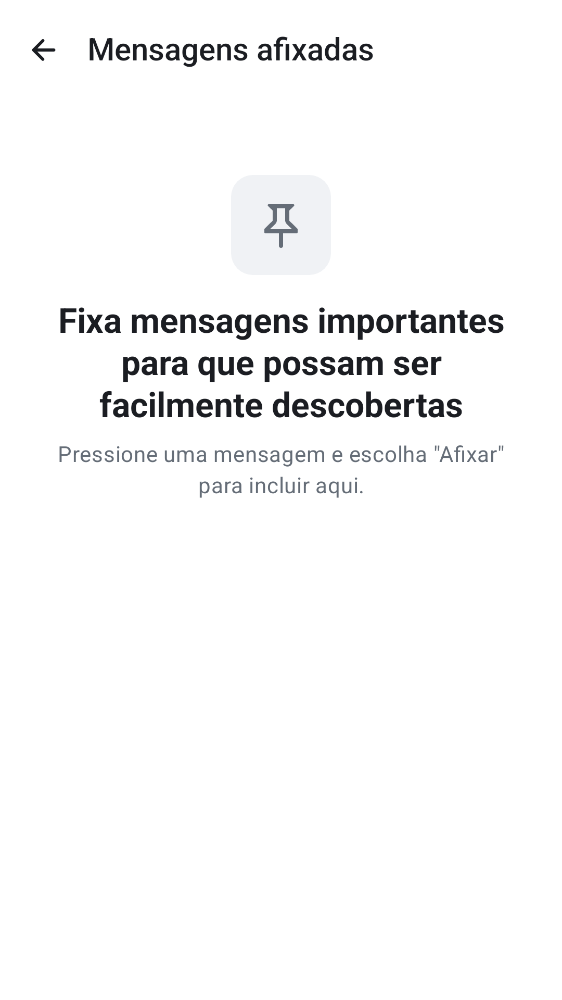 Mensagens afixadas
Fixa mensagens importantes
para que possam ser
facilmente descobertas
Pressione uma mensagem e escolha "Afixar"
para incluir aqui.